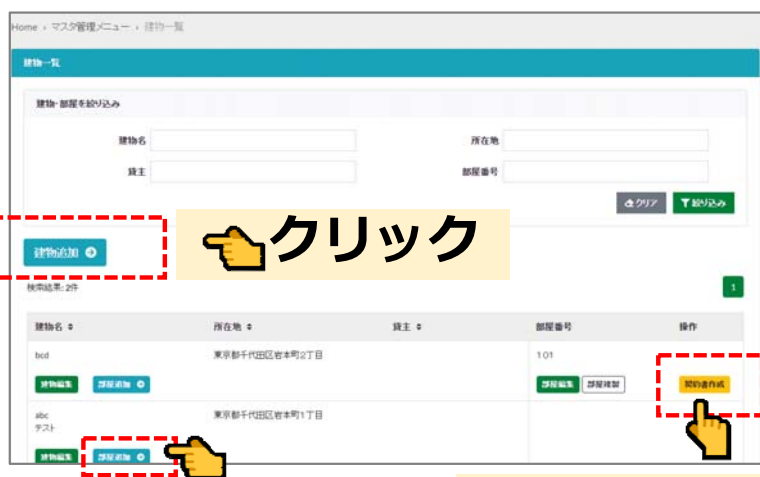 Home › マスタ管理メニュー › 建物一覧
建物一覧
建物・部屋を絞り込み
建物名 所在地
貸主 部屋番号
クリア 絞り込み
建物追加
クリック
検索結果: 2件 1
建物名 所在地 貸主 部屋番号 操作
bcd 東京都千代田区岩本町2丁目 101
建物編集 部屋追加 部屋編集 部屋複製 契約書作成
abc 東京都千代田区岩本町1丁目
テスト
建物編集 部屋追加